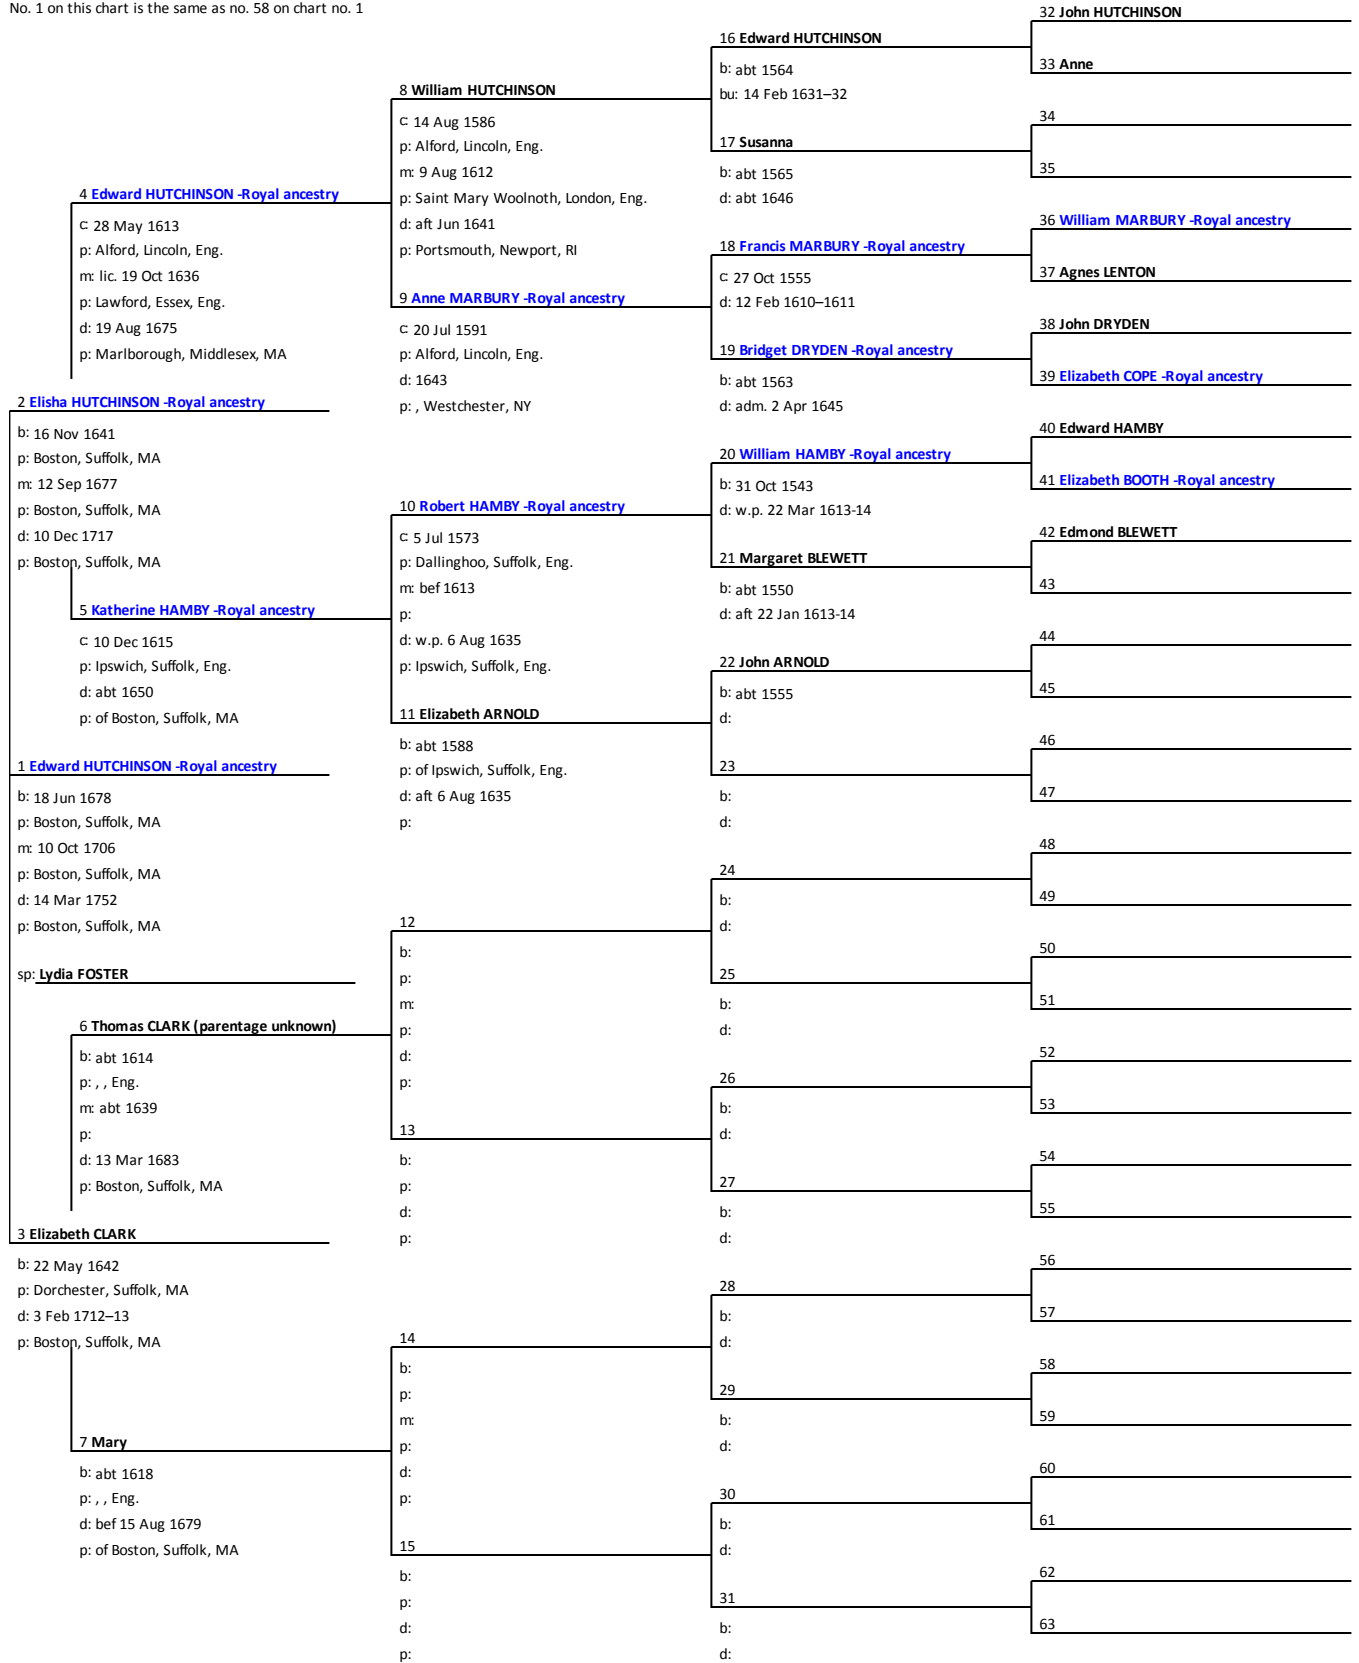 No. 1 on this chart is the same as no. 58 on chart no. 1
4 Edward HUTCHINSON -Royal ancestry
c: 28 May 1613
p: Alford, Lincoln, Eng.
m: lic. 19 Oct 1636
p: Lawford, Essex, Eng.
d: 19 Aug 1675
p: Marlborough, Middlesex, MA
2 Elisha HUTCHINSON -Royal ancestry
b: 16 Nov 1641
p: Boston, Suffolk, MA
m: 12 Sep 1677
p: Boston, Suffolk, MA
d: 10 Dec 1717
p: Boston, Suffolk, MA
5 Katherine HAMBY -Royal ancestry
c: 10 Dec 1615
p: Ipswich, Suffolk, Eng.
d: abt 1650
p: of Boston, Suffolk, MA
1 Edward HUTCHINSON -Royal ancestry
b: 18 Jun 1678
p: Boston, Suffolk, MA
m: 10 Oct 1706
p: Boston, Suffolk, MA
d: 14 Mar 1752
p: Boston, Suffolk, MA
sp: Lydia FOSTER
6 Thomas CLARK (parentage unknown)
b: abt 1614
p: , , Eng.
m: abt 1639
p:
d: 13 Mar 1683
p: Boston, Suffolk, MA
3 Elizabeth CLARK
b: 22 May 1642
p: Dorchester, Suffolk, MA
d: 3 Feb 1712–13
p: Boston, Suffolk, MA
7 Mary
b: abt 1618
p: , , Eng.
d: bef 15 Aug 1679
p: of Boston, Suffolk, MA
8 William HUTCHINSON
c: 14 Aug 1586
p: Alford, Lincoln, Eng.
m: 9 Aug 1612
p: Saint Mary Woolnoth, London, Eng.
d: aft Jun 1641
p: Portsmouth, Newport, RI
9 Anne MARBURY -Royal ancestry
c: 20 Jul 1591
p: Alford, Lincoln, Eng.
d: 1643
p: , Westchester, NY
10 Robert HAMBY -Royal ancestry
c: 5 Jul 1573
p: Dallinghoo, Suffolk, Eng.
m: bef 1613
p:
d: w.p. 6 Aug 1635
p: Ipswich, Suffolk, Eng.
11 Elizabeth ARNOLD
b: abt 1588
p: of Ipswich, Suffolk, Eng.
d: aft 6 Aug 1635
p:
12
b:
p:
m:
p:
d:
p:
13
b:
p:
d:
p:
14
b:
p:
m:
p:
d:
p:
15
b:
p:
d:
p:
16 Edward HUTCHINSON
b: abt 1564
bu: 14 Feb 1631–32
17 Susanna
b: abt 1565
d: abt 1646
18 Francis MARBURY -Royal ancestry
c: 27 Oct 1555
d: 12 Feb 1610–1611
19 Bridget DRYDEN -Royal ancestry
b: abt 1563
d: adm. 2 Apr 1645
20 William HAMBY -Royal ancestry
b: 31 Oct 1543
d: w.p. 22 Mar 1613-14
21 Margaret BLEWETT
b: abt 1550
d: aft 22 Jan 1613-14
22 John ARNOLD
b: abt 1555
d:
23
b:
d:
24
b:
d:
25
b:
d:
26
b:
d:
27
b:
d:
28
b:
d:
29
b:
d:
30
b:
d:
31
b:
d:
32 John HUTCHINSON
33 Anne
34
35
36 William MARBURY -Royal ancestry
37 Agnes LENTON
38 John DRYDEN
39 Elizabeth COPE -Royal ancestry
40 Edward HAMBY
41 Elizabeth BOOTH -Royal ancestry
42 Edmond BLEWETT
43
44
45
46
47
48
49
50
51
52
53
54
55
56
57
58
59
60
61
62
63